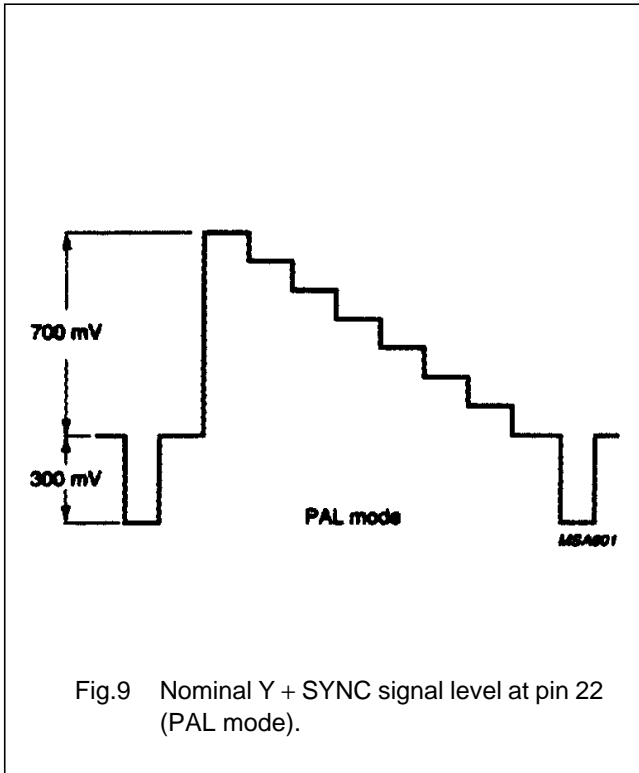 700 mV
300 mV
PAL mode
MSA601
Fig.9 Nominal Y + SYNC signal level at pin 22
(PAL mode).